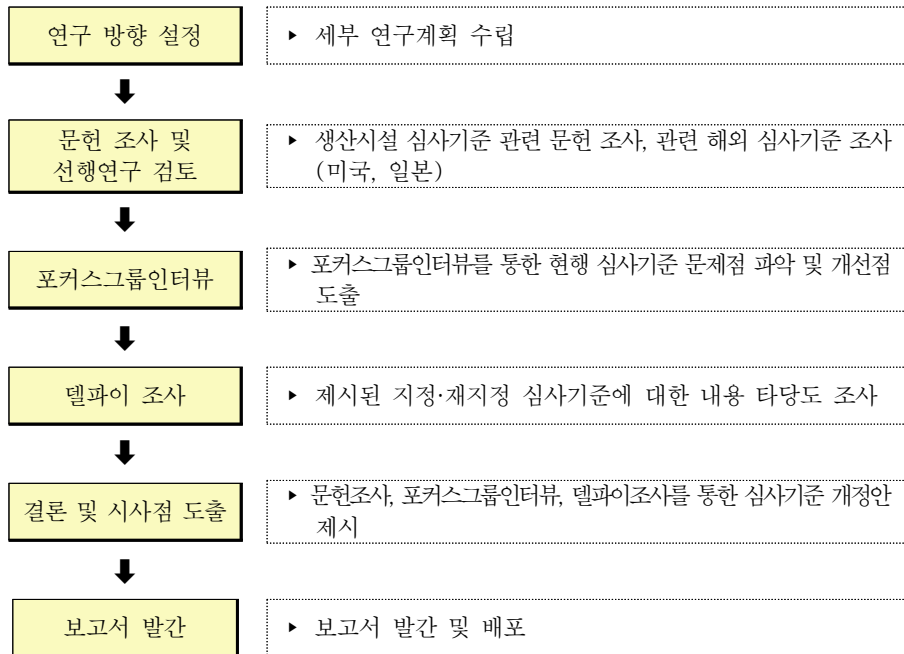 연구 방향 설정
▸ 세부 연구계획 수립
문헌 조사 및
선행연구 검토
▸ 생산시설 심사기준 관련 문헌 조사, 관련 해외 심사기준 조사
(미국, 일본)
포커스그룹인터뷰
▸ 포커스그룹인터뷰를 통한 현행 심사기준 문제점 파악 및 개선점
도출
델파이 조사
▸ 제시된 지정·재지정 심사기준에 대한 내용 타당도 조사
결론 및 시사점 도출
▸ 문헌조사, 포커스그룹인터뷰, 델파이조사를 통한 심사기준 개정안
제시
보고서 발간
▸ 보고서 발간 및 배포